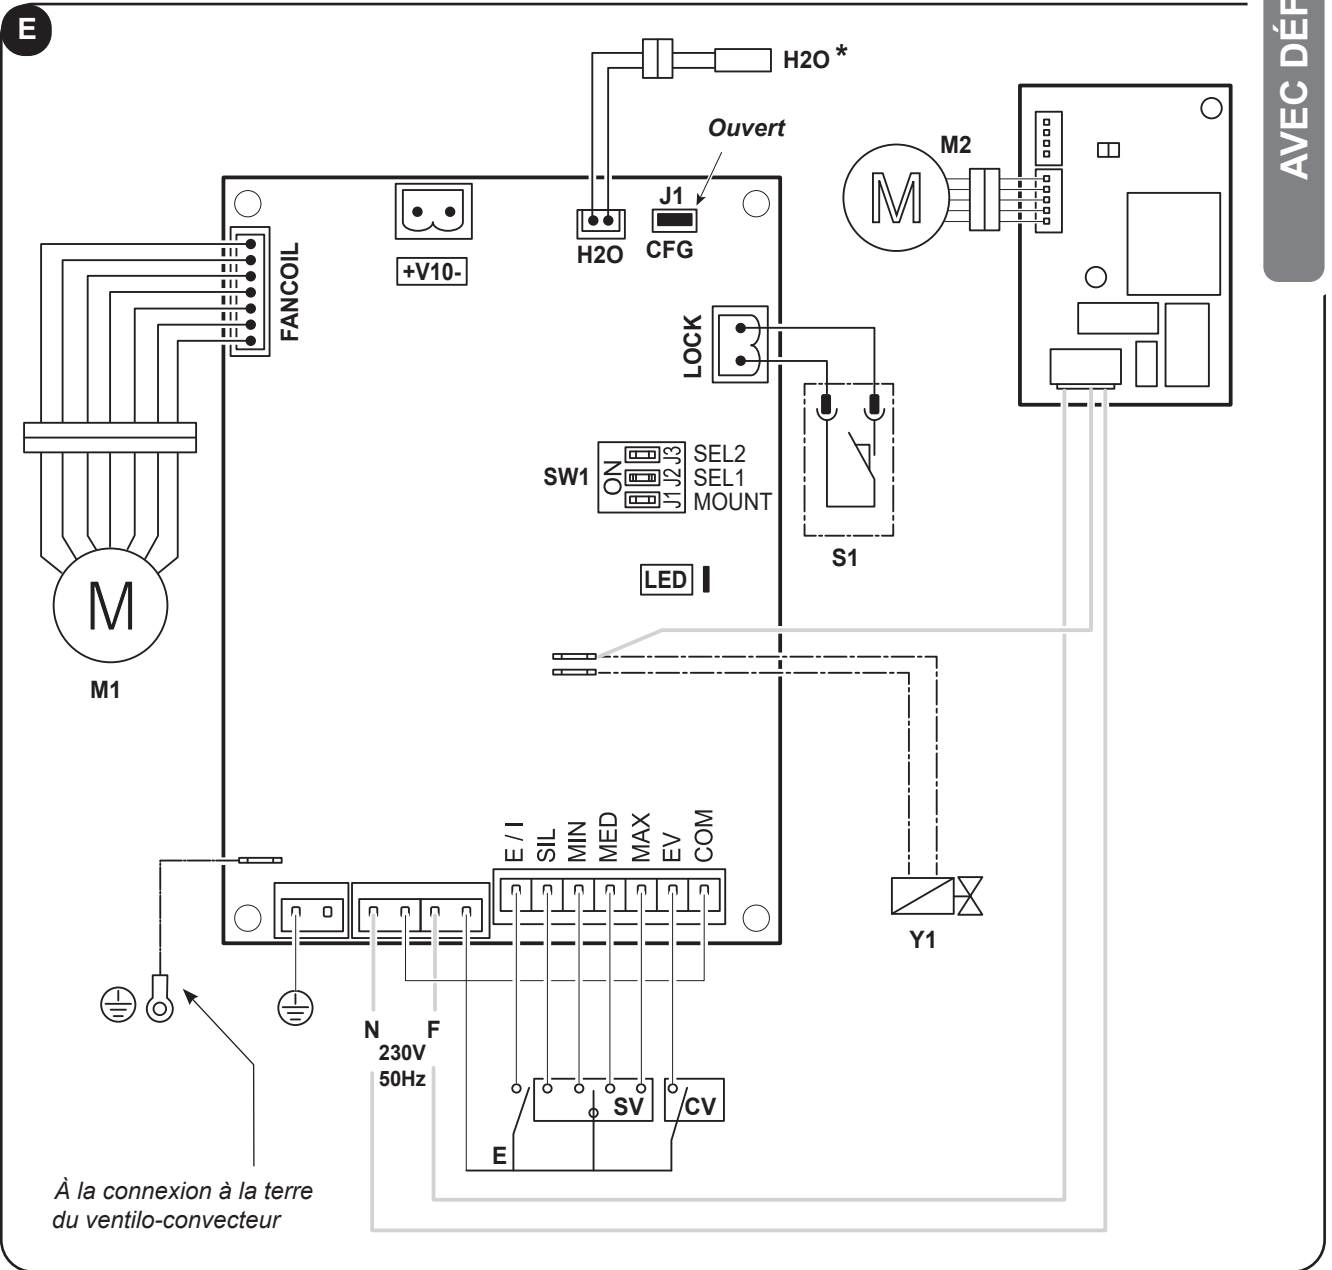 E
AVEC DÉF
H2O *
Ouvert
M2
M
J1
+V10-
H2O
CFG
FANCOIL
LOCK
SW1
ON
J3 SEL2
J2 SEL1
J1 MOUNT
S1
LED
M
M1
E / I
SIL
MIN
MED
MAX
EV
COM
Y1
N F
230V
50Hz
SV
CV
E
À la connexion à la terre
du ventilo-convecteur